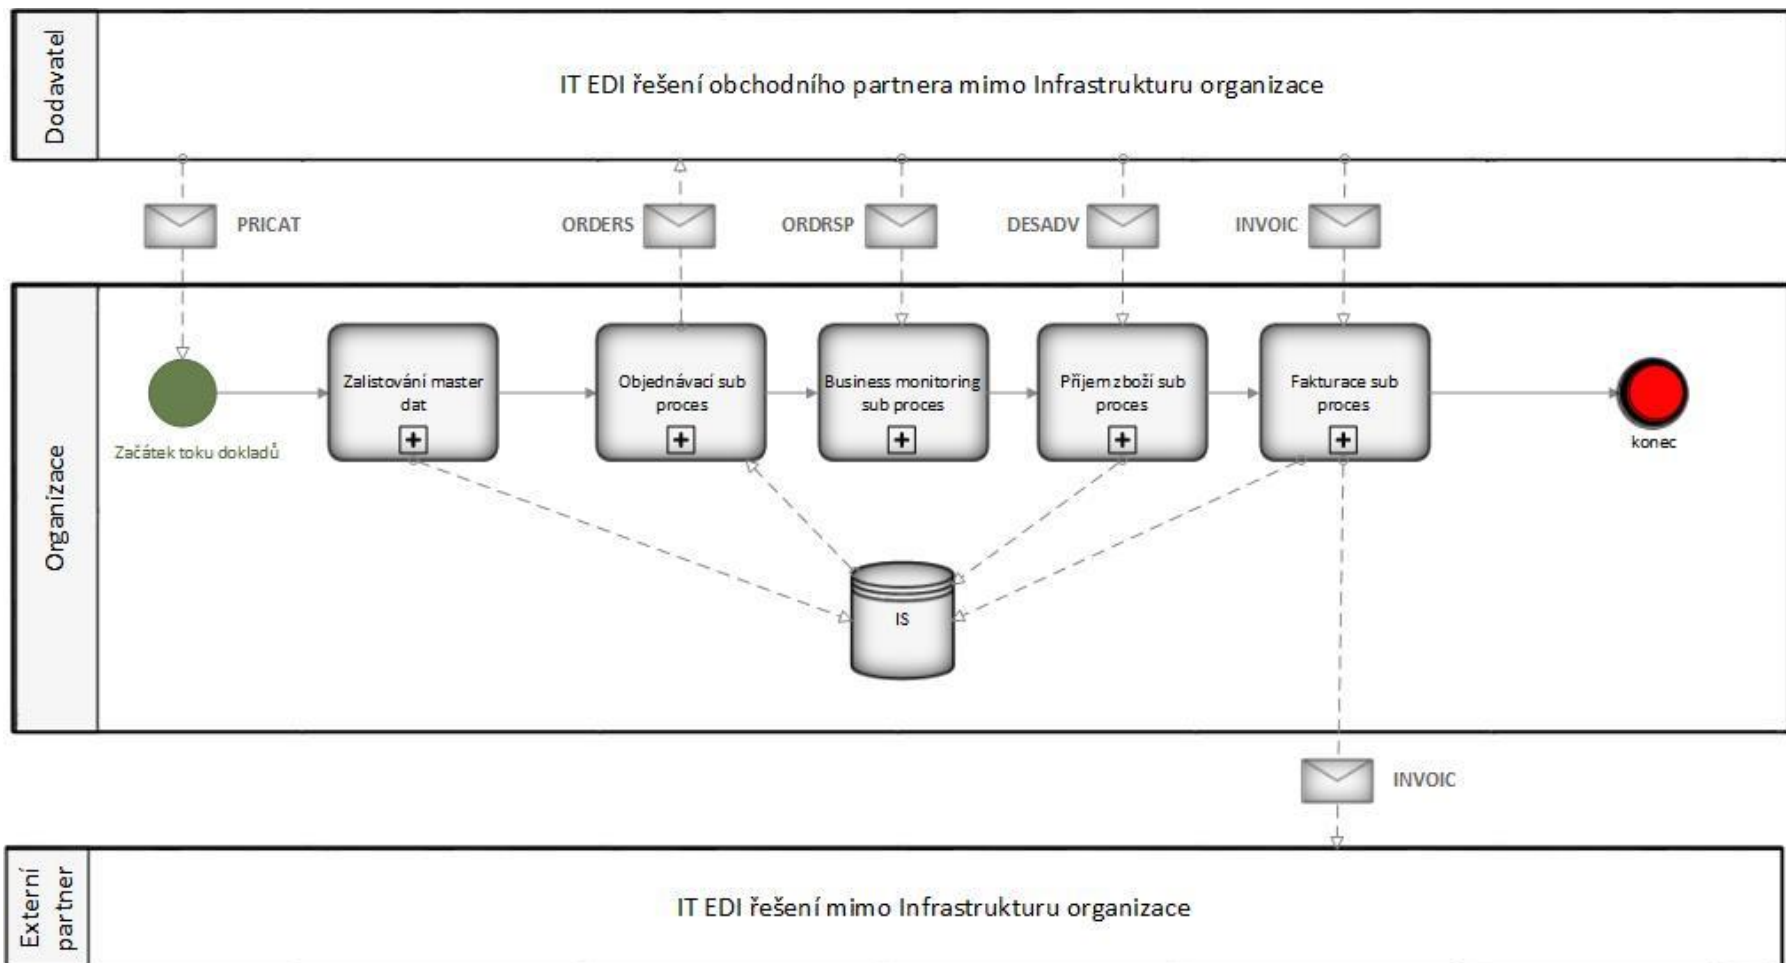 Dodavatel
IT EDI řešení obchodního partnera mimo Infrastrukturu organizace
PRICAT
ORDERS
ORDRSP
DESADV
INVOIC
Organizace
Začátek toku dokladů
Zalistování master
dat
Objednávací sub
proces
Business monitoring
sub proces
Příjem zboží sub
proces
Fakturace sub
proces
konec
IS
INVOIC
Externí
partner
IT EDI řešení mimo Infrastrukturu organizace